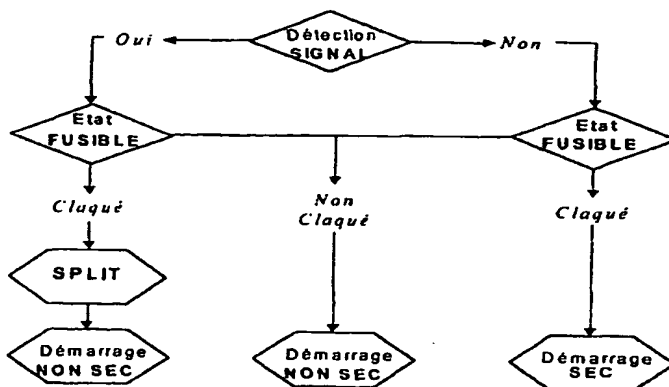 Oui
Détection
SIGNAL
Non
Etat
FUSIBLE
Etat
FUSIBLE
Claqué
Non
Claqué
Claqué
SPLIT
Démarrage
NON SEC
Démarrage
NON SEC
Démarrage
SEC